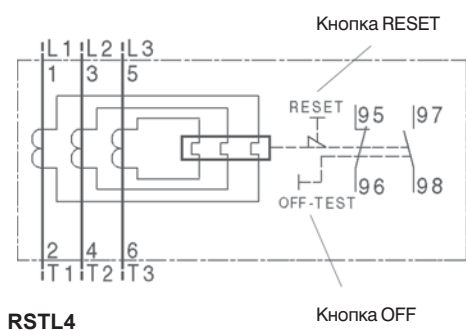 Кнопка RESET
L1 L2 L3
1 3 5
RESET 95 97
96 98
OFF-TEST
2 4 6
T1 T2 T3
RSTL4
Кнопка OFF